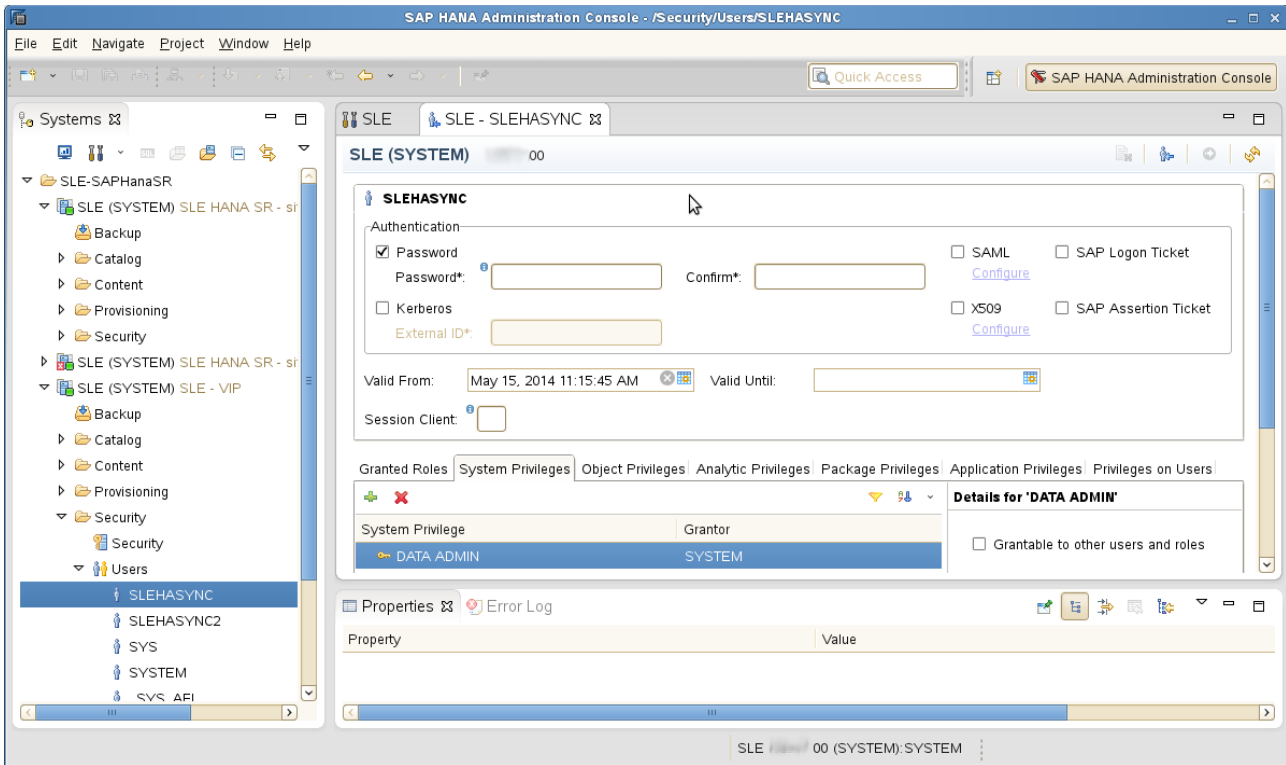 SAP HANA Administration Console - /Security/Users/SLEHASYNC
File Edit Navigate Project Window Help
Quick Access
SAP HANA Administration Console
Systems
SLE-SAPHanaSR
SLE (SYSTEM) SLE HANA SR - si
Backup
Catalog
Content
Provisioning
Security
SLE (SYSTEM) SLE HANA SR - si
SLE (SYSTEM) SLE - VIP
Backup
Catalog
Content
Provisioning
Security
Security
Users
SLEHASYNC
SLEHASYNC2
SYS
SYSTEM
_SYS_AFL
SLE
SLE - SLEHASYNC
SLE (SYSTEM) 00
SLEHASYNC
Authentication
Password
Password*:
Confirm*:
SAML
Configure
SAP Logon Ticket
Kerberos
External ID*:
X509
Configure
SAP Assertion Ticket
Valid From: May 15, 2014 11:15:45 AM
Valid Until:
Session Client:
Granted Roles System Privileges Object Privileges Analytic Privileges Package Privileges Application Privileges Privileges on Users
System Privilege Grantor
DATA ADMIN SYSTEM
Details for 'DATA ADMIN'
Grantable to other users and roles
Properties
Error Log
Property Value
SLE 00 (SYSTEM):SYSTEM